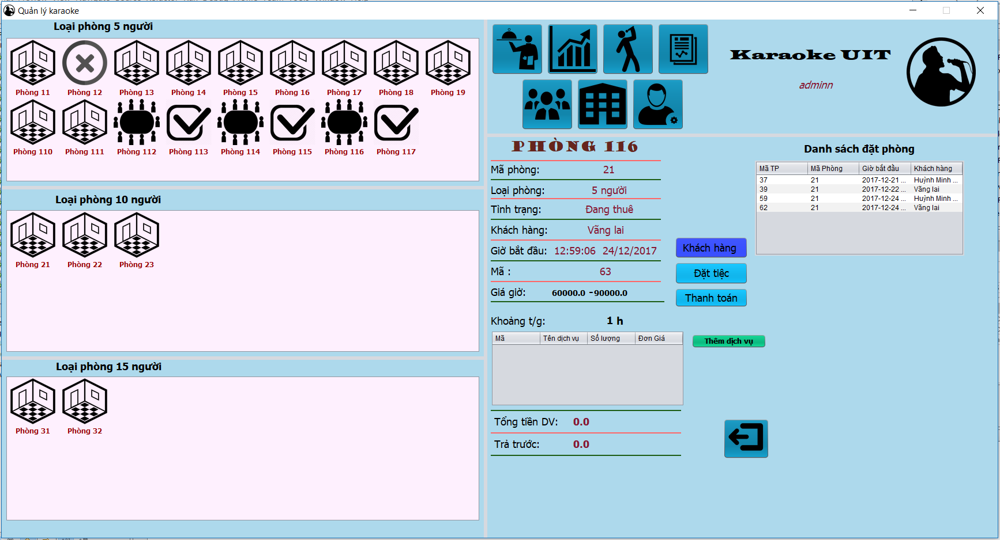 Quản lý karaoke
Loại phòng 5 người
Phòng 11 Phòng 12 Phòng 13 Phòng 14 Phòng 15 Phòng 16 Phòng 17 Phòng 18 Phòng 19
Phòng 110 Phòng 111 Phòng 112 Phòng 113 Phòng 114 Phòng 115 Phòng 116 Phòng 117
Loại phòng 10 người
Phòng 21 Phòng 22 Phòng 23
Loại phòng 15 người
Phòng 31 Phòng 32
Karaoke UIT
adminn
PHÒNG 116
Mã phòng: 21
Loại phòng: 5 người
Tình trạng: Đang thuê
Khách hàng: Vãng lai
Giờ bắt đầu: 12:59:06 24/12/2017
Mã : 63
Giá giờ: 60000.0 -90000.0
Khoảng t/g: 1 h
Mã Tên dịch vụ Số lượng Đơn Giá
Tổng tiền DV: 0.0
Trả trước: 0.0
Khách hàng
Đặt tiệc
Thanh toán
Thêm dịch vụ
Danh sách đặt phòng
Mã TP Mã Phòng Giờ bắt đầu Khách hàng
37 21 2017-12-21 ... Huỳnh Minh ...
39 21 2017-12-22 ... Vãng lai
59 21 2017-12-24 ... Huỳnh Minh ...
62 21 2017-12-24 ... Vãng lai